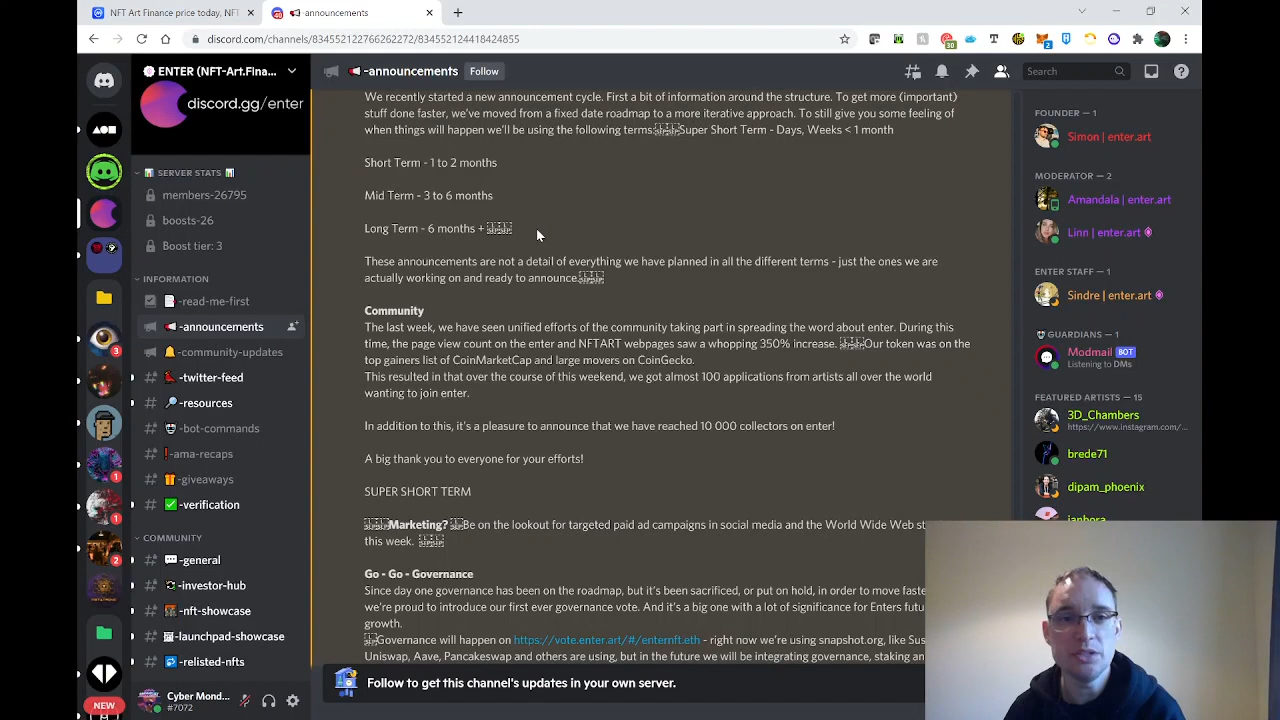 NFT Art Finance price today, NFT
-announcements
discord.com/channels/834552122766262272/834552124418424855
30
2
40
ENTER (NFT-Art.Fina...
-announcements
Follow
Search
discord.gg/enter
SERVER STATS
members-26795
boosts-26
Boost tier: 3
INFORMATION
-read-me-first
-announcements
-community-updates
-twitter-feed
-resources
-bot-commands
-ama-recaps
-giveaways
-verification
COMMUNITY
-general
-investor-hub
-nft-showcase
-launchpad-showcase
-relisted-nfts
Cyber Mond...
#7072
3
1
1
2
NEW
We recently started a new announcement cycle. First a bit of information around the structure. To get more (important)
stuff done faster, we've moved from a fixed date roadmap to a more iterative approach. To still give you some feeling of
when things will happen we'll be using the following terms: Super Short Term - Days, Weeks < 1 month
Short Term - 1 to 2 months
Mid Term - 3 to 6 months
Long Term - 6 months +
These announcements are not a detail of everything we have planned in all the different terms - just the ones we are
actually working on and ready to announce.
Community
The last week, we have seen unified efforts of the community taking part in spreading the word about enter. During this
time, the page view count on the enter and NFTART webpages saw a whopping 350% increase. Our token was on the
top gainers list of CoinMarketCap and large movers on CoinGecko.
This resulted in that over the course of this weekend, we got almost 100 applications from artists all over the world
wanting to join enter.
In addition to this, it's a pleasure to announce that we have reached 10 000 collectors on enter!
A big thank you to everyone for your efforts!
SUPER SHORT TERM
Marketing? Be on the lookout for targeted paid ad campaigns in social media and the World Wide Web st
this week.
Go - Go - Governance
Since day one governance has been on the roadmap, but it's been sacrificed, or put on hold, in order to move faste
we're proud to introduce our first ever governance vote. And it's a big one with a lot of significance for Enters futu
growth.
Governance will happen on https://vote.enter.art/#/enternft.eth - right now we're using snapshot.org, like Sus
Uniswap, Aave, Pancakeswap and others are using, but in the future we will be integrating governance, staking an
Follow to get this channel's updates in your own server.
FOUNDER — 1
Simon | enter.art
MODERATOR — 2
Amandala | enter.art
Linn | enter.art
ENTER STAFF — 1
Sindre | enter.art
GUARDIANS — 1
Modmail BOT
Listening to DMs
FEATURED ARTISTS — 15
3D_Chambers
https://www.instagram.com/...
brede71
dipam_phoenix
janbora